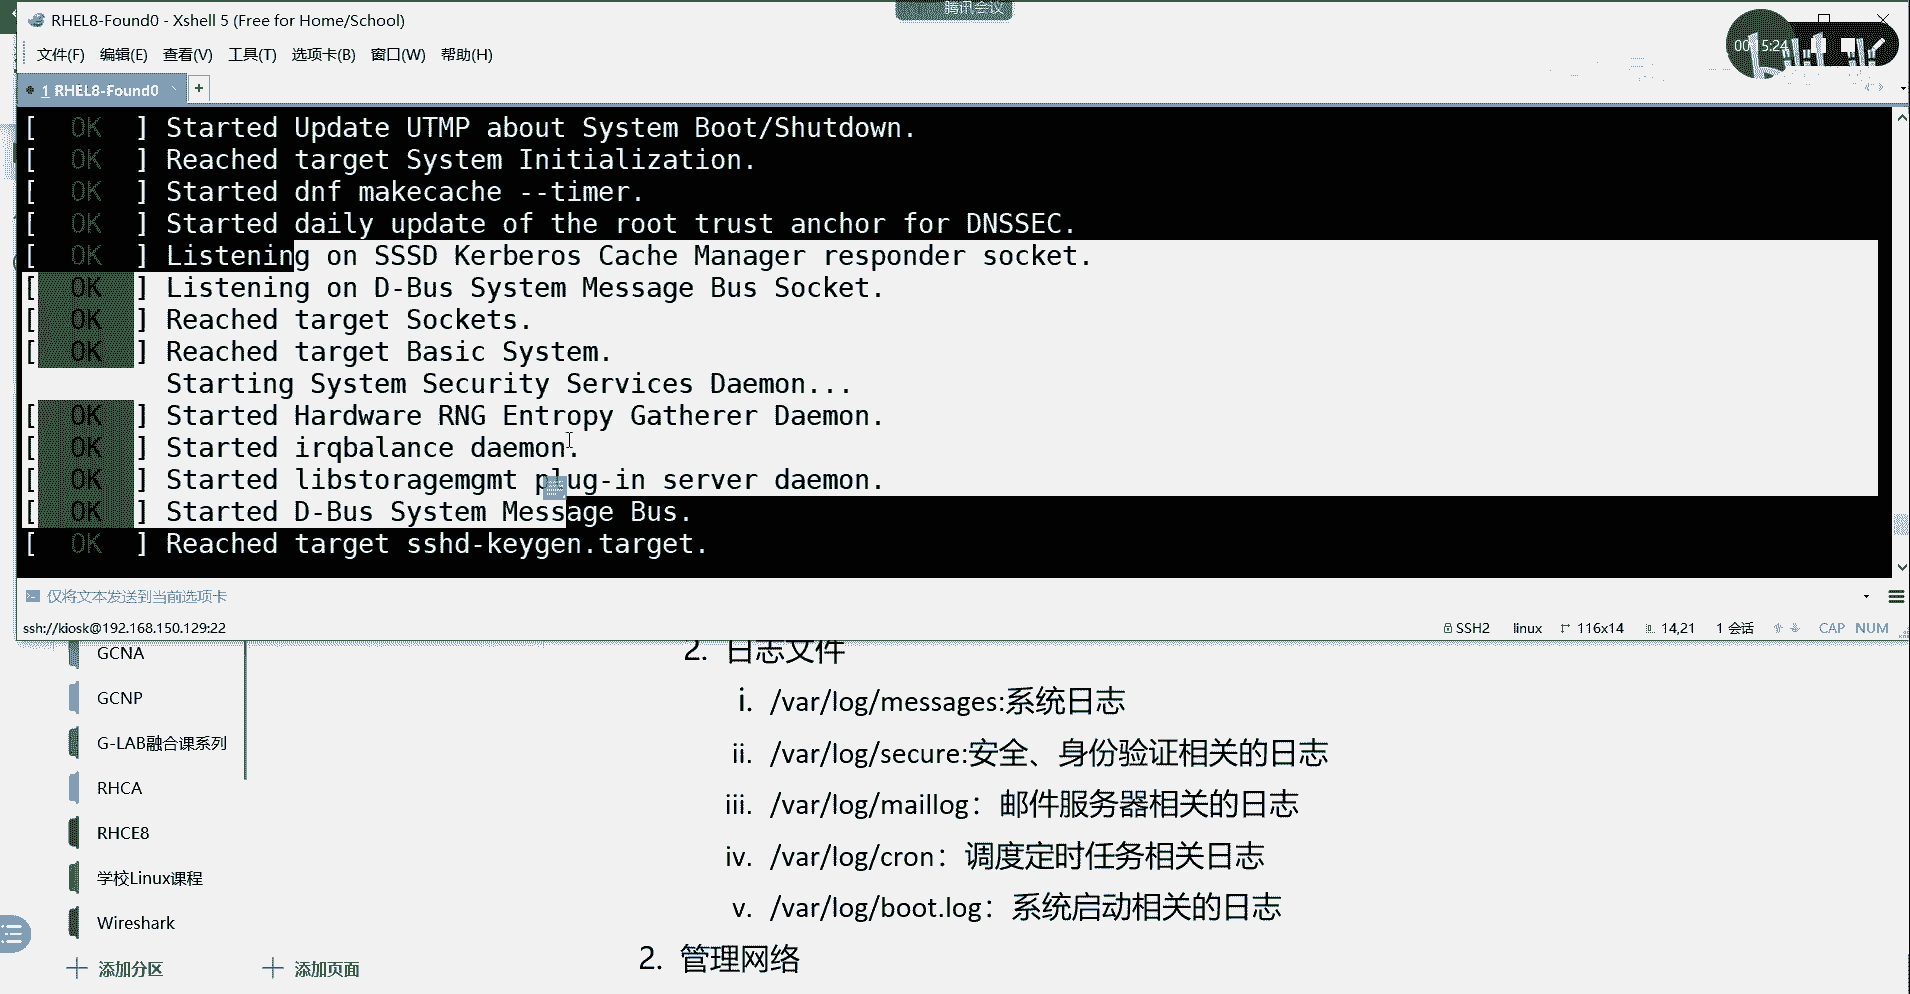 腾讯会议
RHEL8-Found0 - Xshell 5 (Free for Home/School)
00:15:24
文件(F) 编辑(E) 查看(V) 工具(T) 选项卡(B) 窗口(W) 帮助(H)
1 RHEL8-Found0 +
[ OK ] Started Update UTMP about System Boot/Shutdown.
[ OK ] Reached target System Initialization.
[ OK ] Started dnf makecache --timer.
[ OK ] Started daily update of the root trust anchor for DNSSEC.
[ OK ] Listening on SSSD Kerberos Cache Manager responder socket.
[ OK ] Listening on D-Bus System Message Bus Socket.
[ OK ] Reached target Sockets.
[ OK ] Reached target Basic System.
Starting System Security Services Daemon...
[ OK ] Started Hardware RNG Entropy Gatherer Daemon.
[ OK ] Started irqbalance daemon.
[ OK ] Started libstoragemgmt plug-in server daemon.
[ OK ] Started D-Bus System Message Bus.
[ OK ] Reached target sshd-keygen.target.
仅将文本发送到当前选项卡
ssh://kiosk@192.168.150.129:22 SSH2 linux 116x14 14,21 1 会话 CAP NUM
GCNA
GCNP
G-LAB融合课系列
RHCA
RHCE8
学校Linux课程
Wireshark
添加分区 添加页面
2. 日志文件
i. /var/log/messages:系统日志
ii. /var/log/secure:安全、身份验证相关的日志
iii. /var/log/maillog：邮件服务器相关的日志
iv. /var/log/cron：调度定时任务相关日志
v. /var/log/boot.log：系统启动相关的日志
2. 管理网络